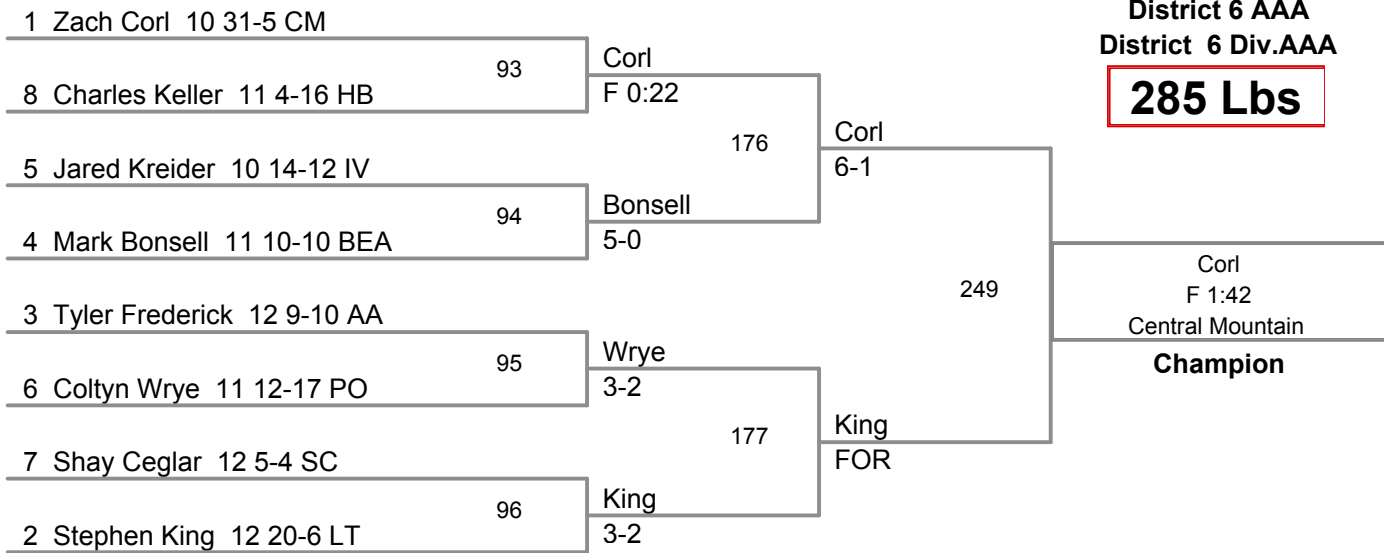 District 6 AAA
District 6 Div.AAA
285 Lbs
1 Zach Corl 10 31-5 CM
93
8 Charles Keller 11 4-16 HB
Corl
F 0:22
5 Jared Kreider 10 14-12 IV
94
4 Mark Bonsell 11 10-10 BEA
Bonsell
5-0
176
Corl
6-1
3 Tyler Frederick 12 9-10 AA
95
6 Coltyn Wrye 11 12-17 PO
Wrye
3-2
7 Shay Ceglar 12 5-4 SC
96
2 Stephen King 12 20-6 LT
King
3-2
177
King
FOR
249
Corl
F 1:42
Central Mountain
Champion